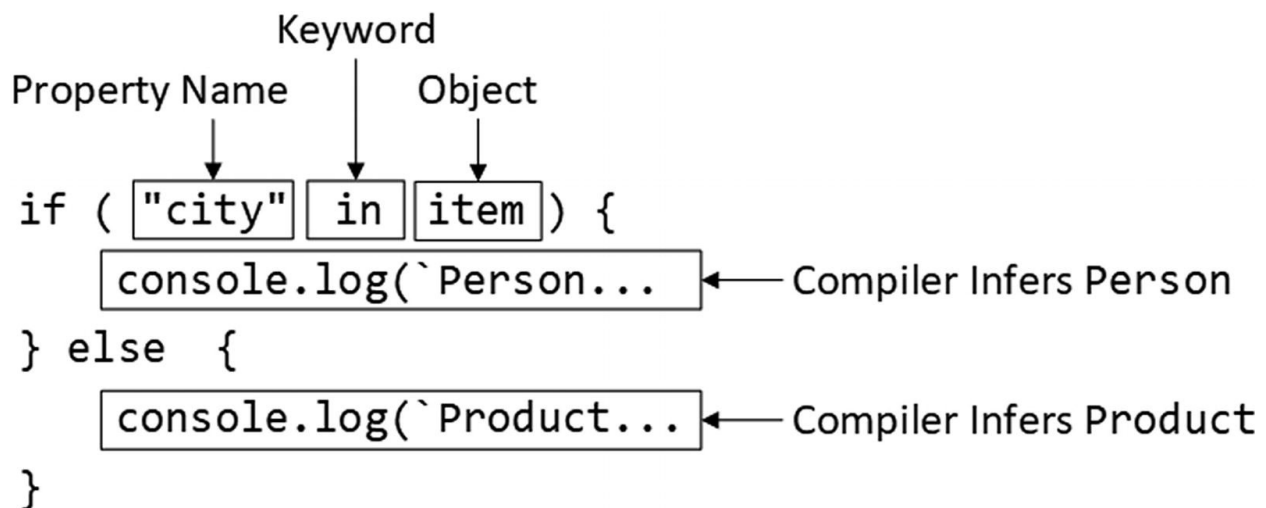 Keyword
Property Name Object
if ( "city" in item ) {
console.log(`Person... Compiler Infers Person
} else {
console.log(`Product... Compiler Infers Product
}